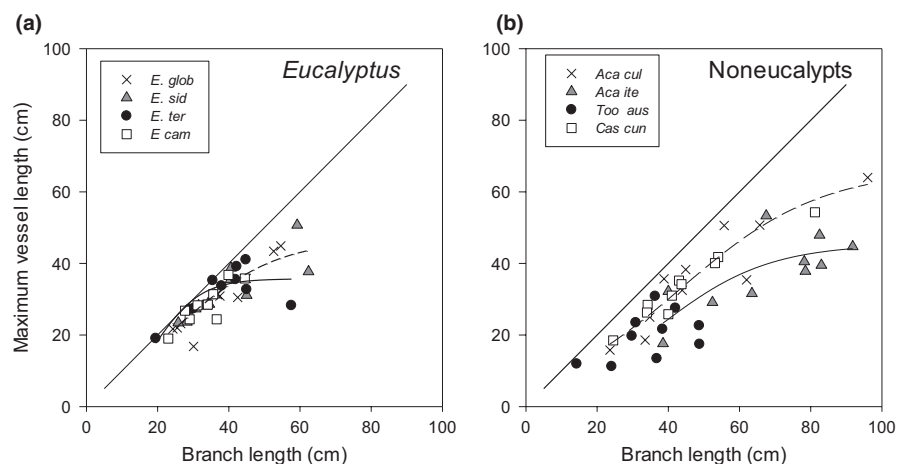 (a)
(b)
Eucalyptus
Noneucalypts
E. glob
E. sid
E. ter
E cam
Aca cul
Aca ite
Too aus
Cas cun
Maximum vessel length (cm)
100
80
60
40
20
0
0 20 40 60 80 100
Branch length (cm)
100
80
60
40
20
0
0 20 40 60 80 100
Branch length (cm)